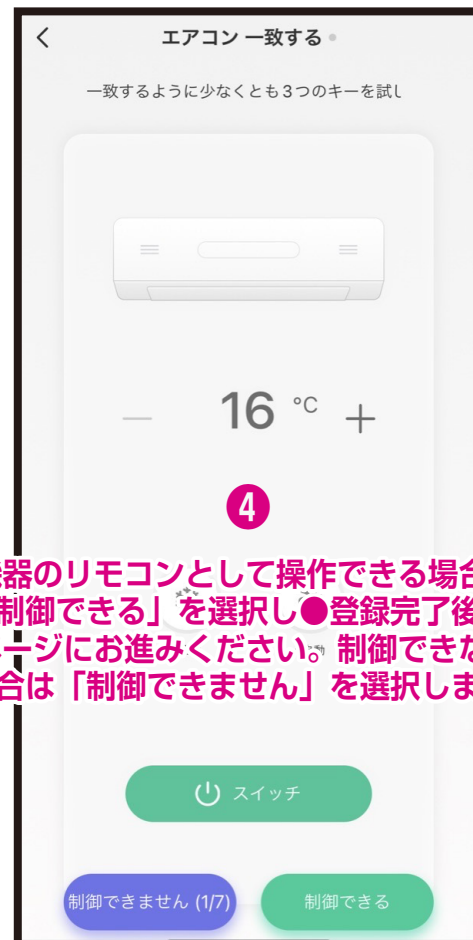 エアコン 一致する
一致するように少なくとも3つのキーを試し
16 °C
4
器のリモコンとして操作できる場合
制御できる」を選択し●登録完了後
ページにお進みください。制御できな
合は「制御できません」を選択しま
スイッチ
制御できません (1/7)
制御できる